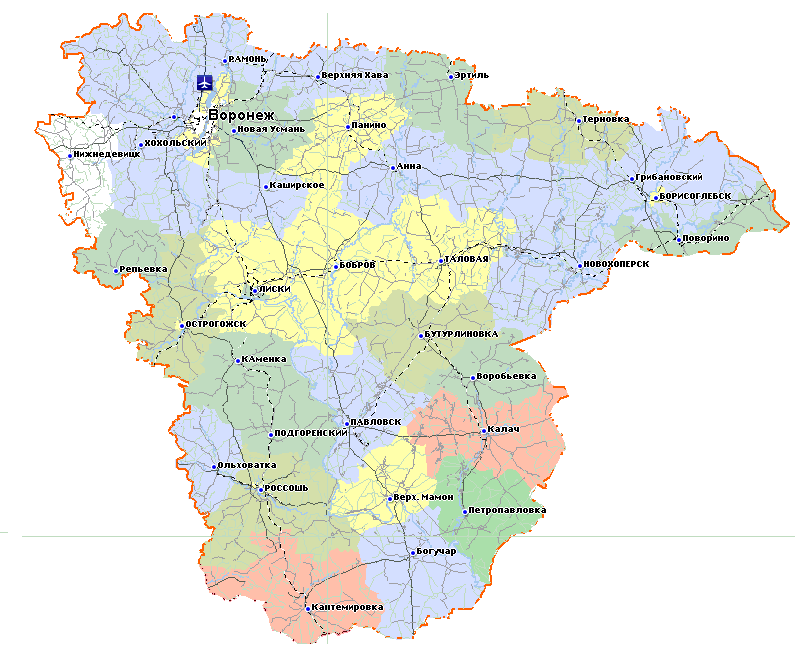 РАМОНЬ
Верхняя Хава
Эртиль
Воронеж
Терновка
Новая Усмань
Панино
ХОХОЛЬСКИЙ
Нижнедевицк
Анна
Грибановский
Каширское
БОРИСОГЛЕБСК
Поворино
ТАЛОВАЯ
БОБРОВ
НОВОХОПЕРСК
Репьевка
ЛИСКИ
ОСТРОГОЖСК
БУТУРЛИНОВКА
КАменка
Воробьевка
ПАВЛОВСК
Калач
ПОДГОРЕНСКИЙ
Ольховатка
РОССОШЬ
Верх. Мамон
Петропавловка
Богучар
Кантемировка